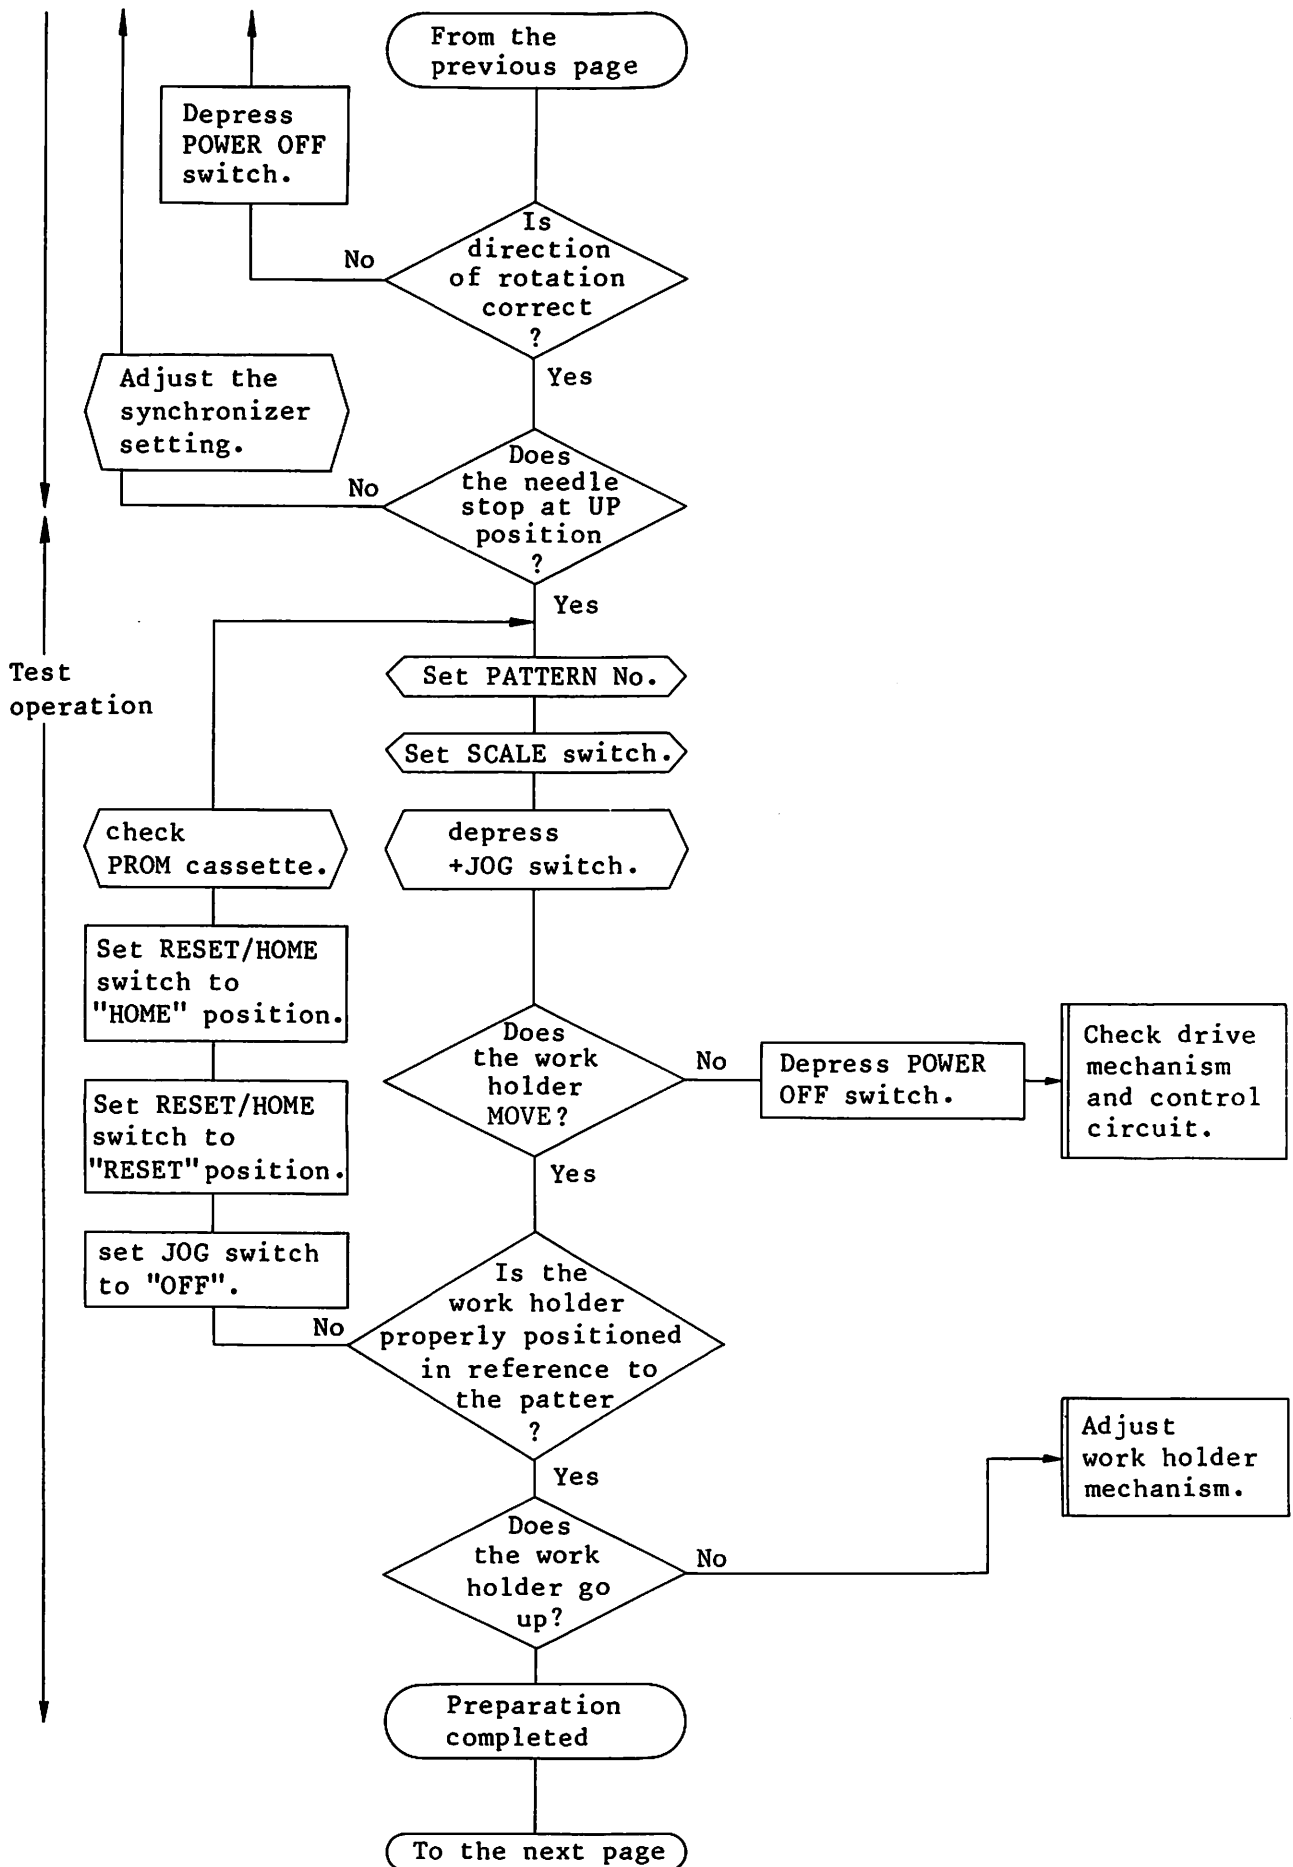 From the
previous page
Depress
POWER OFF
switch.
Is
direction
of rotation
correct
?
No
Yes
Adjust the
synchronizer
setting.
Does
the needle
stop at UP
position
?
No
Yes
Test
operation
Set PATTERN No.
Set SCALE switch.
depress
+JOG switch.
check
PROM cassette.
Set RESET/HOME
switch to
"HOME" position.
Set RESET/HOME
switch to
"RESET" position.
set JOG switch
to "OFF".
Does
the work
holder
MOVE?
No
Depress POWER
OFF switch.
Check drive
mechanism
and control
circuit.
Yes
Is the
work holder
properly positioned
in reference to
the patter
?
No
Yes
Does
the work
holder go
up?
No
Adjust
work holder
mechanism.
Preparation
completed
To the next page